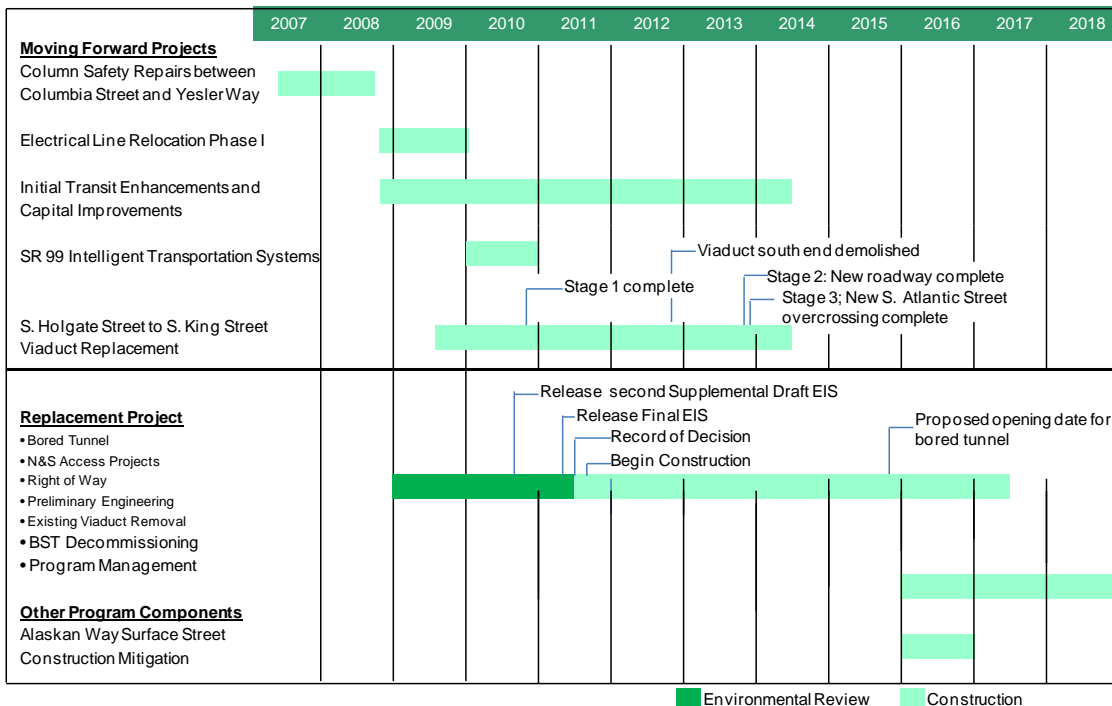 2007 2008 2009 2010 2011 2012 2013 2014 2015 2016 2017 2018
Moving Forward Projects
Column Safety Repairs between
Columbia Street and Yesler Way
Electrical Line Relocation Phase I
Initial Transit Enhancements and
Capital Improvements
SR 99 Intelligent Transportation Systems
Viaduct south end demolished
Stage 1 complete
Stage 2: New roadway complete
Stage 3; New S. Atlantic Street
overcrossing complete
S. Holgate Street to S. King Street
Viaduct Replacement
Release second Supplemental Draft EIS
Release Final EIS
Record of Decision
Begin Construction
Proposed opening date for
bored tunnel
Replacement Project
• Bored Tunnel
• N&S Access Projects
• Right of Way
• Preliminary Engineering
• Existing Viaduct Removal
• BST Decommissioning
• Program Management
Other Program Components
Alaskan Way Surface Street
Construction Mitigation
Environmental Review
Construction